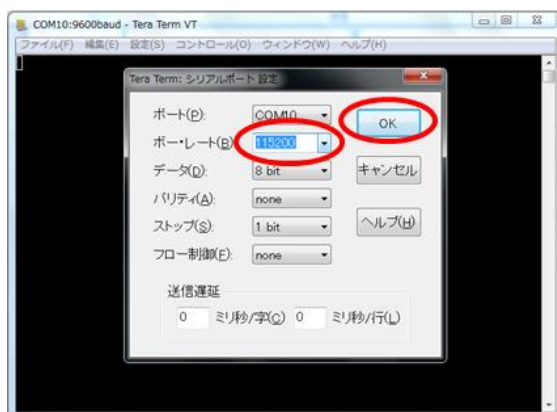 COM10:9600baud - Tera Term VT
ファイル(F) 編集(E) 設定(S) コントロール(O) ウィンドウ(W) ヘルプ(H)
Tera Term: シリアルポート 設定
ポート(P): COM10 OK
ボー・レート(B) 115200
データ(D): 8 bit キャンセル
パリティ(A): none
ストップ(S): 1 bit ヘルプ(H)
フロー制御(F): none
送信遅延
0 ミリ秒/字(C) 0 ミリ秒/行(L)